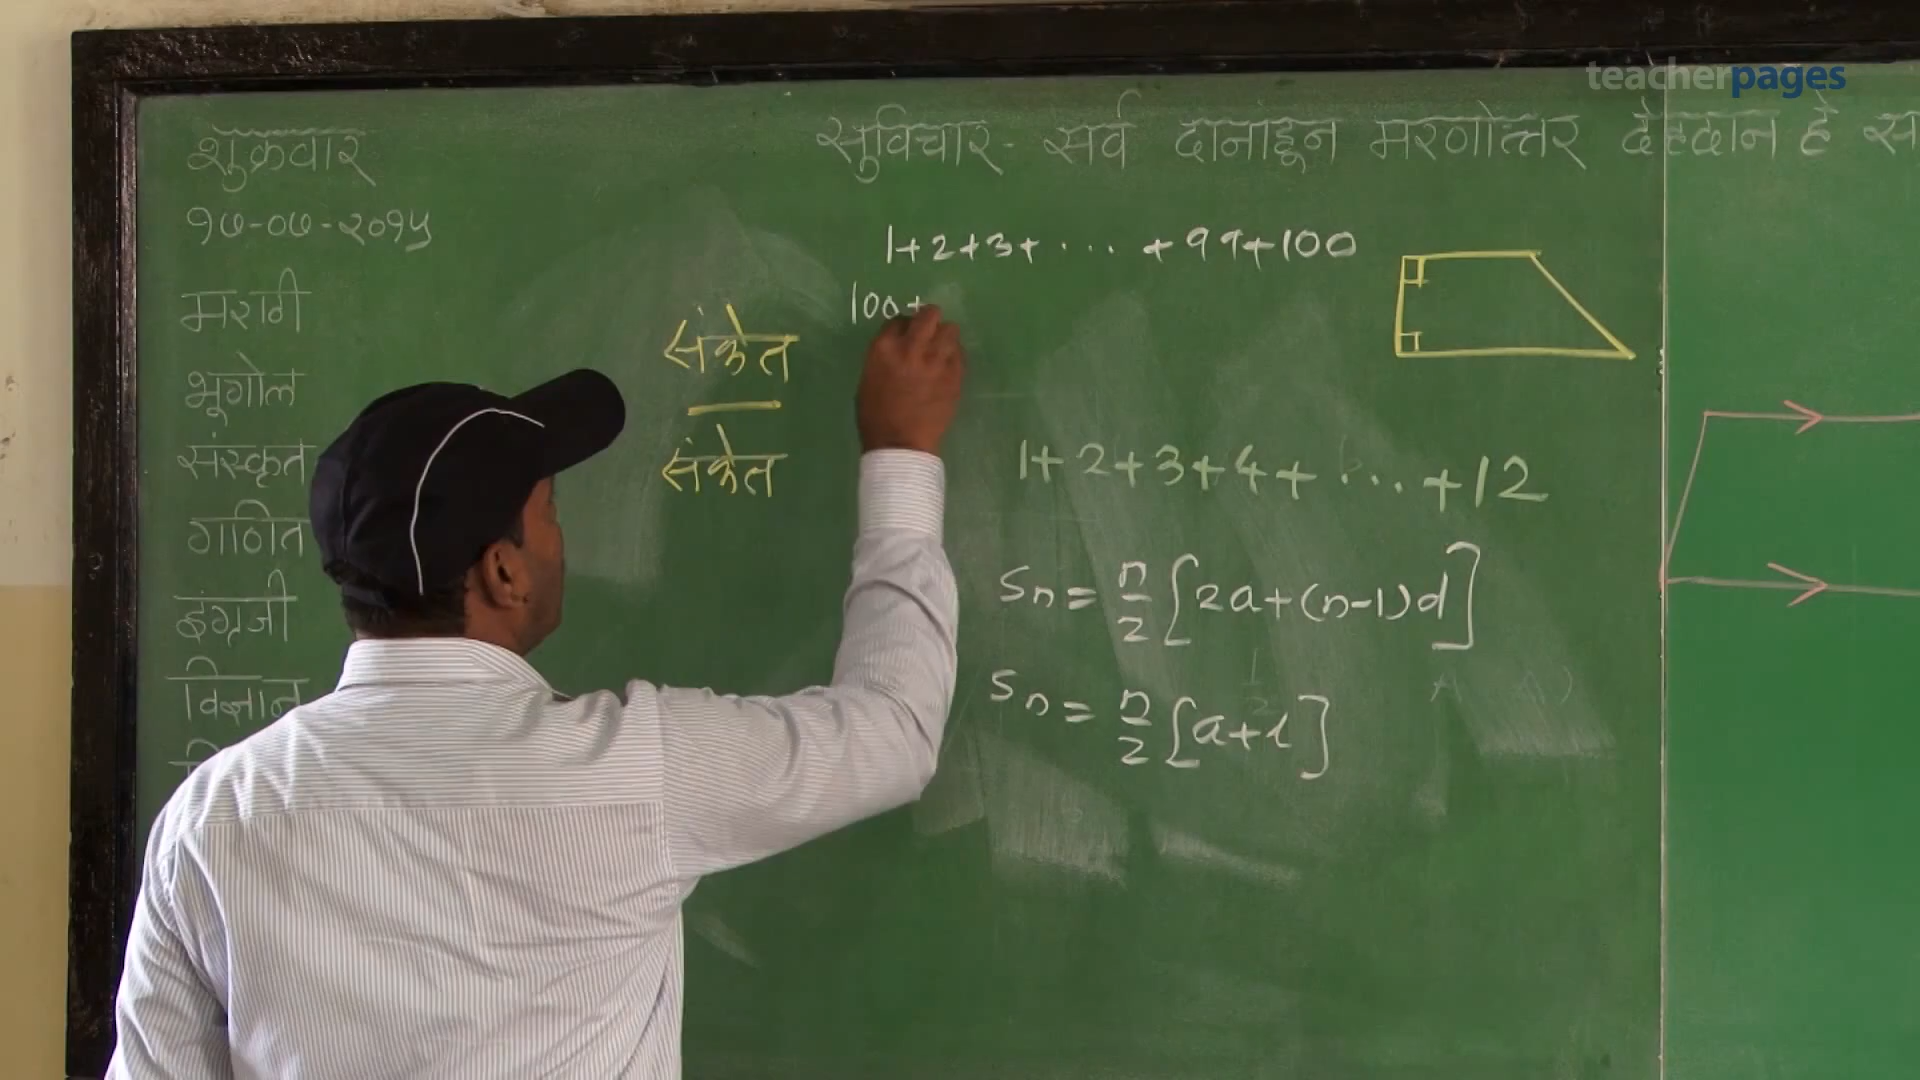 teacherpages
शुक्रवार
सुविचार - सर्व दानाहून मरणोत्तर देहदान हे
१७-०७-२०१५
1+2+3+ ... +99+100
100+
मराठी
भूगोल
संस्कृत
गणित
इंग्रजी
विज्ञान
संकेत
संकेत
1+2+3+4+ ... +12
Sn = n/2 [2a+(n-1)d]
Sn = n/2 [a+l]